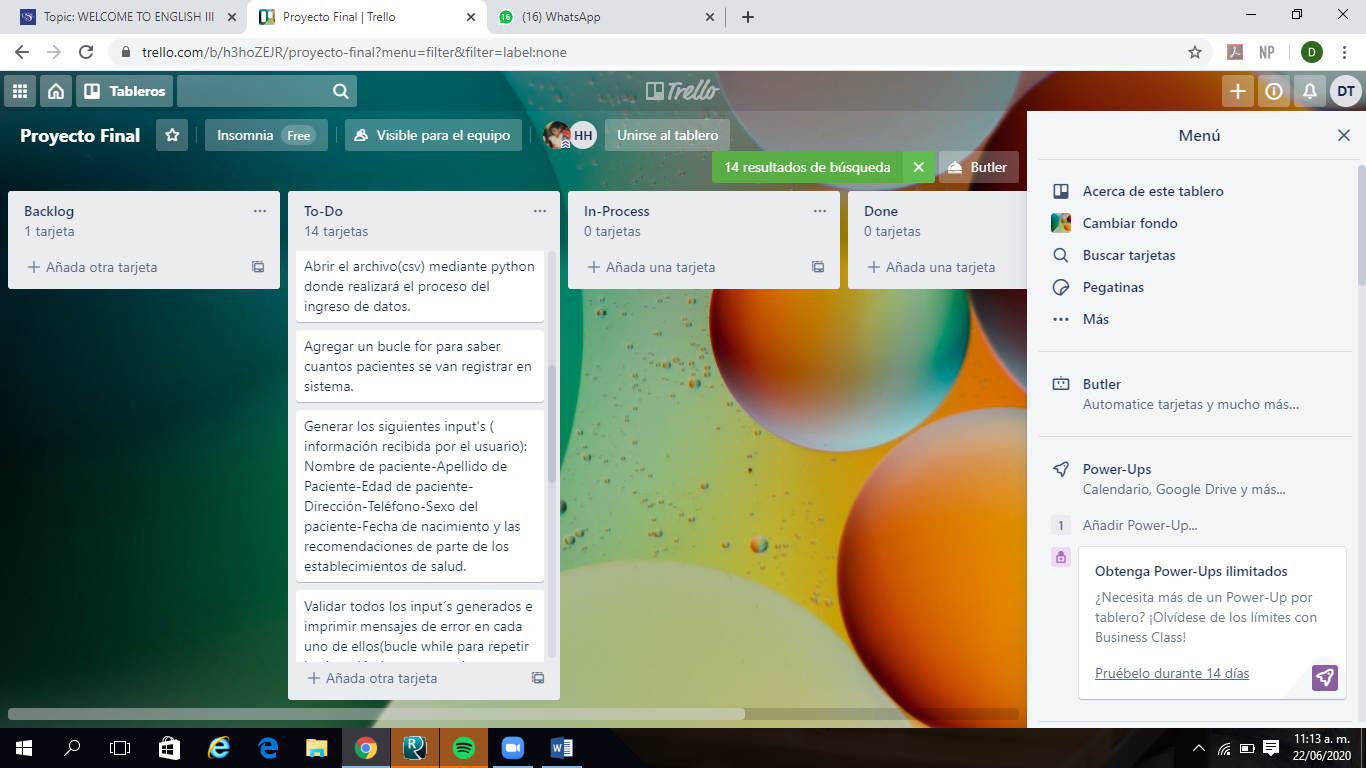 Topic: WELCOME TO ENGLISH III
Proyecto Final | Trello
(16) WhatsApp
trello.com/b/h3hoZEJR/proyecto-final?menu=filter&filter=label:none
NP
D
Tableros
Trello
DT
Proyecto Final
Insomnia Free
Visible para el equipo
HH
Unirse al tablero
14 resultados de búsqueda
Butler
Backlog
1 tarjeta
Añada otra tarjeta
To-Do
14 tarjetas
Abrir el archivo(csv) mediante python
donde realizará el proceso del
ingreso de datos.
Agregar un bucle for para saber
cuantos pacientes se van registrar en
sistema.
Generar los siguientes input's (
información recibida por el usuario):
Nombre de paciente-Apellido de
Paciente-Edad de paciente-
Dirección-Teléfono-Sexo del
paciente-Fecha de nacimiento y las
recomendaciones de parte de los
establecimientos de salud.
Validar todos los input´s generados e
imprimir mensajes de error en cada
uno de ellos(bucle while para repetir
Añada otra tarjeta
In-Process
0 tarjetas
Añada una tarjeta
Done
0 tarjetas
Añada una tarjeta
Menú
Acerca de este tablero
Cambiar fondo
Buscar tarjetas
Pegatinas
Más
Butler
Automatice tarjetas y mucho más...
Power-Ups
Calendario, Google Drive y más...
1 Añadir Power-Up...
Obtenga Power-Ups ilimitados
¿Necesita más de un Power-Up por
tablero? ¡Olvídese de los límites con
Business Class!
Pruébelo durante 14 días
11:13 a. m.
22/06/2020